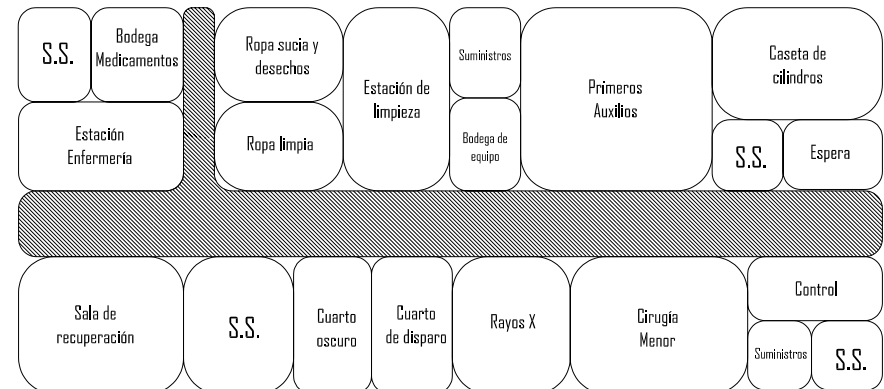 S.S.
Bodega
Medicamentos
Ropa sucia y
desechos
Estación de
limpieza
Suministros
Primeros
Auxilios
Caseta de
cilindros
Estación
Enfermería
Ropa limpia
Bodega de
equipo
S.S.
Espera
Sala de
recuperación
S.S.
Cuarto
oscuro
Cuarto
de disparo
Rayos X
Cirugía
Menor
Control
Suministros
S.S.